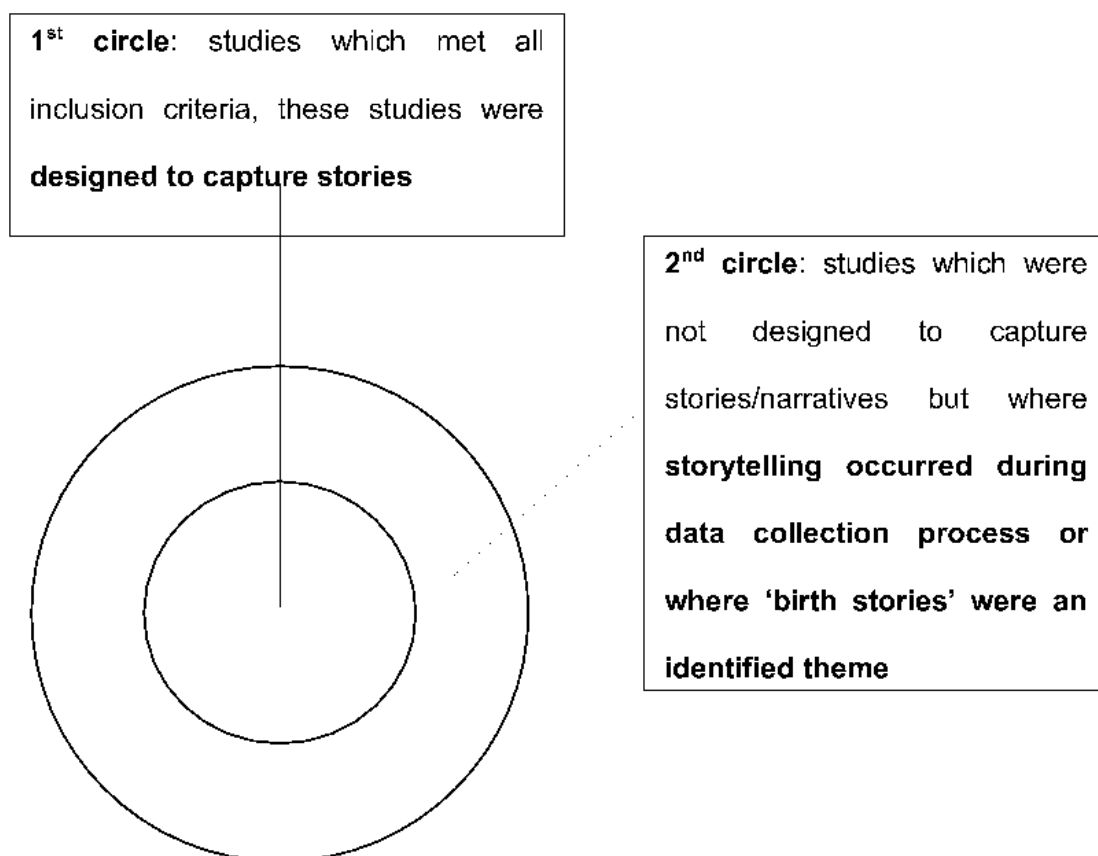 1st circle: studies which met all
inclusion criteria, these studies were
designed to capture stories
2nd circle: studies which were
not designed to capture
stories/narratives but where
storytelling occurred during
data collection process or
where ‘birth stories’ were an
identified theme